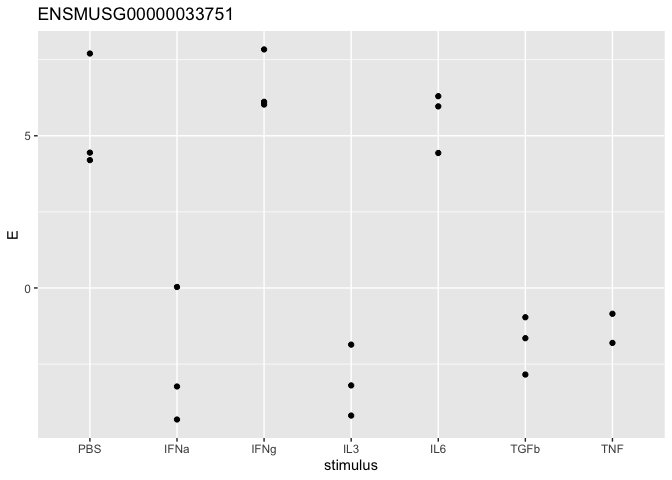 ENSMUSG00000033751
5
0
E
PBS IFNa IFNg IL3 IL6 TGFb TNF
stimulus